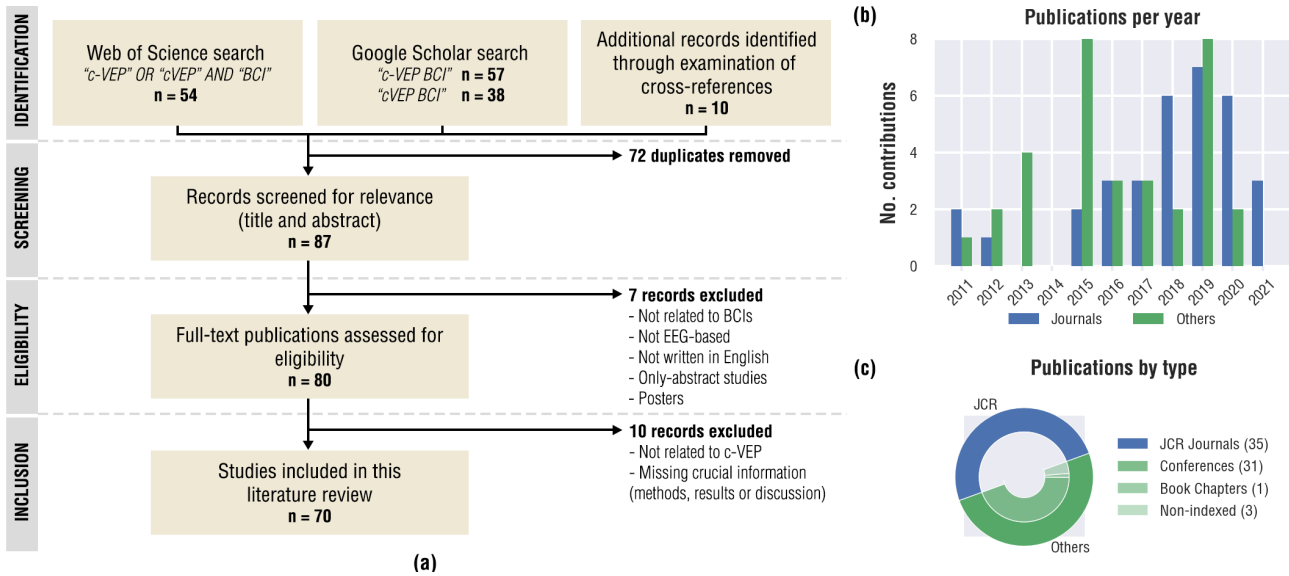 IDENTIFICATION
Web of Science search
“c-VEP” OR “cVEP” AND “BCI”
n = 54
Google Scholar search
“c-VEP BCI” n = 57
“cVEP BCI” n = 38
Additional records identified
through examination of
cross-references
n = 10
SCREENING
72 duplicates removed
Records screened for relevance
(title and abstract)
n = 87
ELIGIBILITY
7 records excluded
- Not related to BCIs
- Not EEG-based
- Not written in English
- Only-abstract studies
- Posters
Full-text publications assessed for
eligibility
n = 80
INCLUSION
10 records excluded
- Not related to c-VEP
- Missing crucial information
(methods, results or discussion)
Studies included in this
literature review
n = 70
(a)
(b)
Publications per year
No. contributions
8
6
4
2
0
2011
2012
2013
2014
2015
2016
2017
2018
2019
2020
2021
Journals
Others
(c)
Publications by type
JCR
Others
JCR Journals (35)
Conferences (31)
Book Chapters (1)
Non-indexed (3)